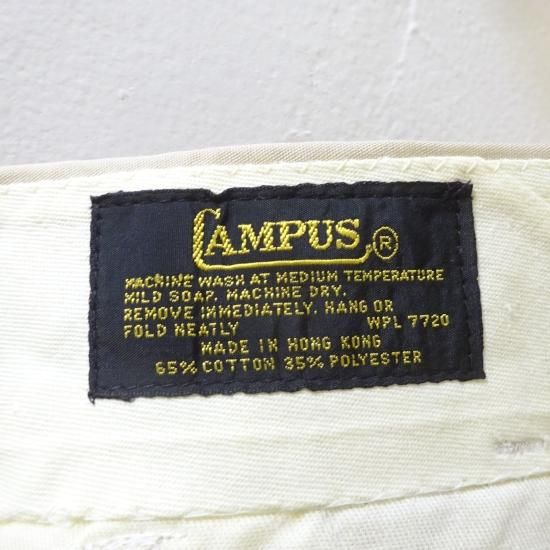 CAMPUS ®
MACHINE WASH AT MEDIUM TEMPERATURE
MILD SOAP. MACHINE DRY.
REMOVE IMMEDIATELY. HANG OR
FOLD NEATLY WPL 7720
MADE IN HONG KONG
65% COTTON 35% POLYESTER